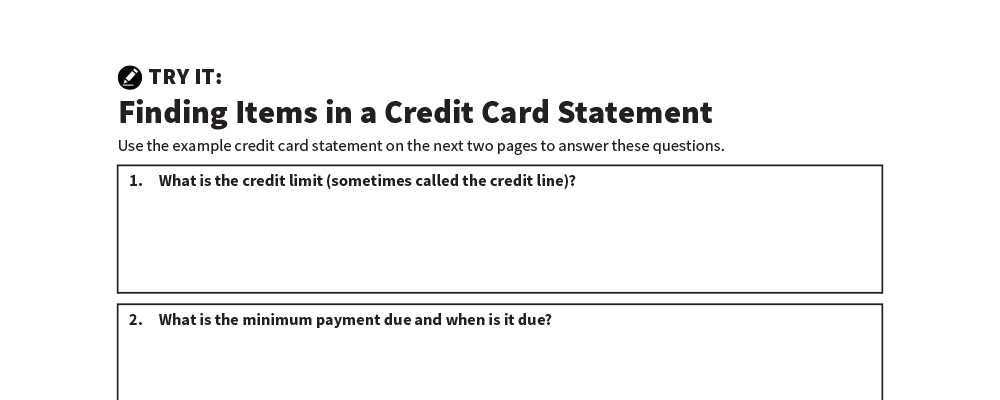 TRY IT:
Finding Items in a Credit Card Statement
Use the example credit card statement on the next two pages to answer these questions.
1. What is the credit limit (sometimes called the credit line)?
2. What is the minimum payment due and when is it due?